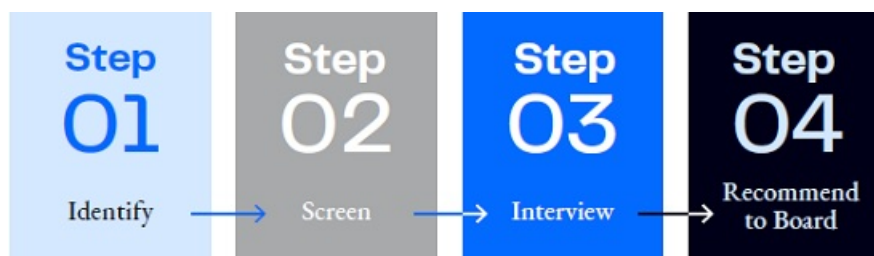 Step
01
Identify
Step
02
Screen
Step
03
Interview
Step
04
Recommend
to Board